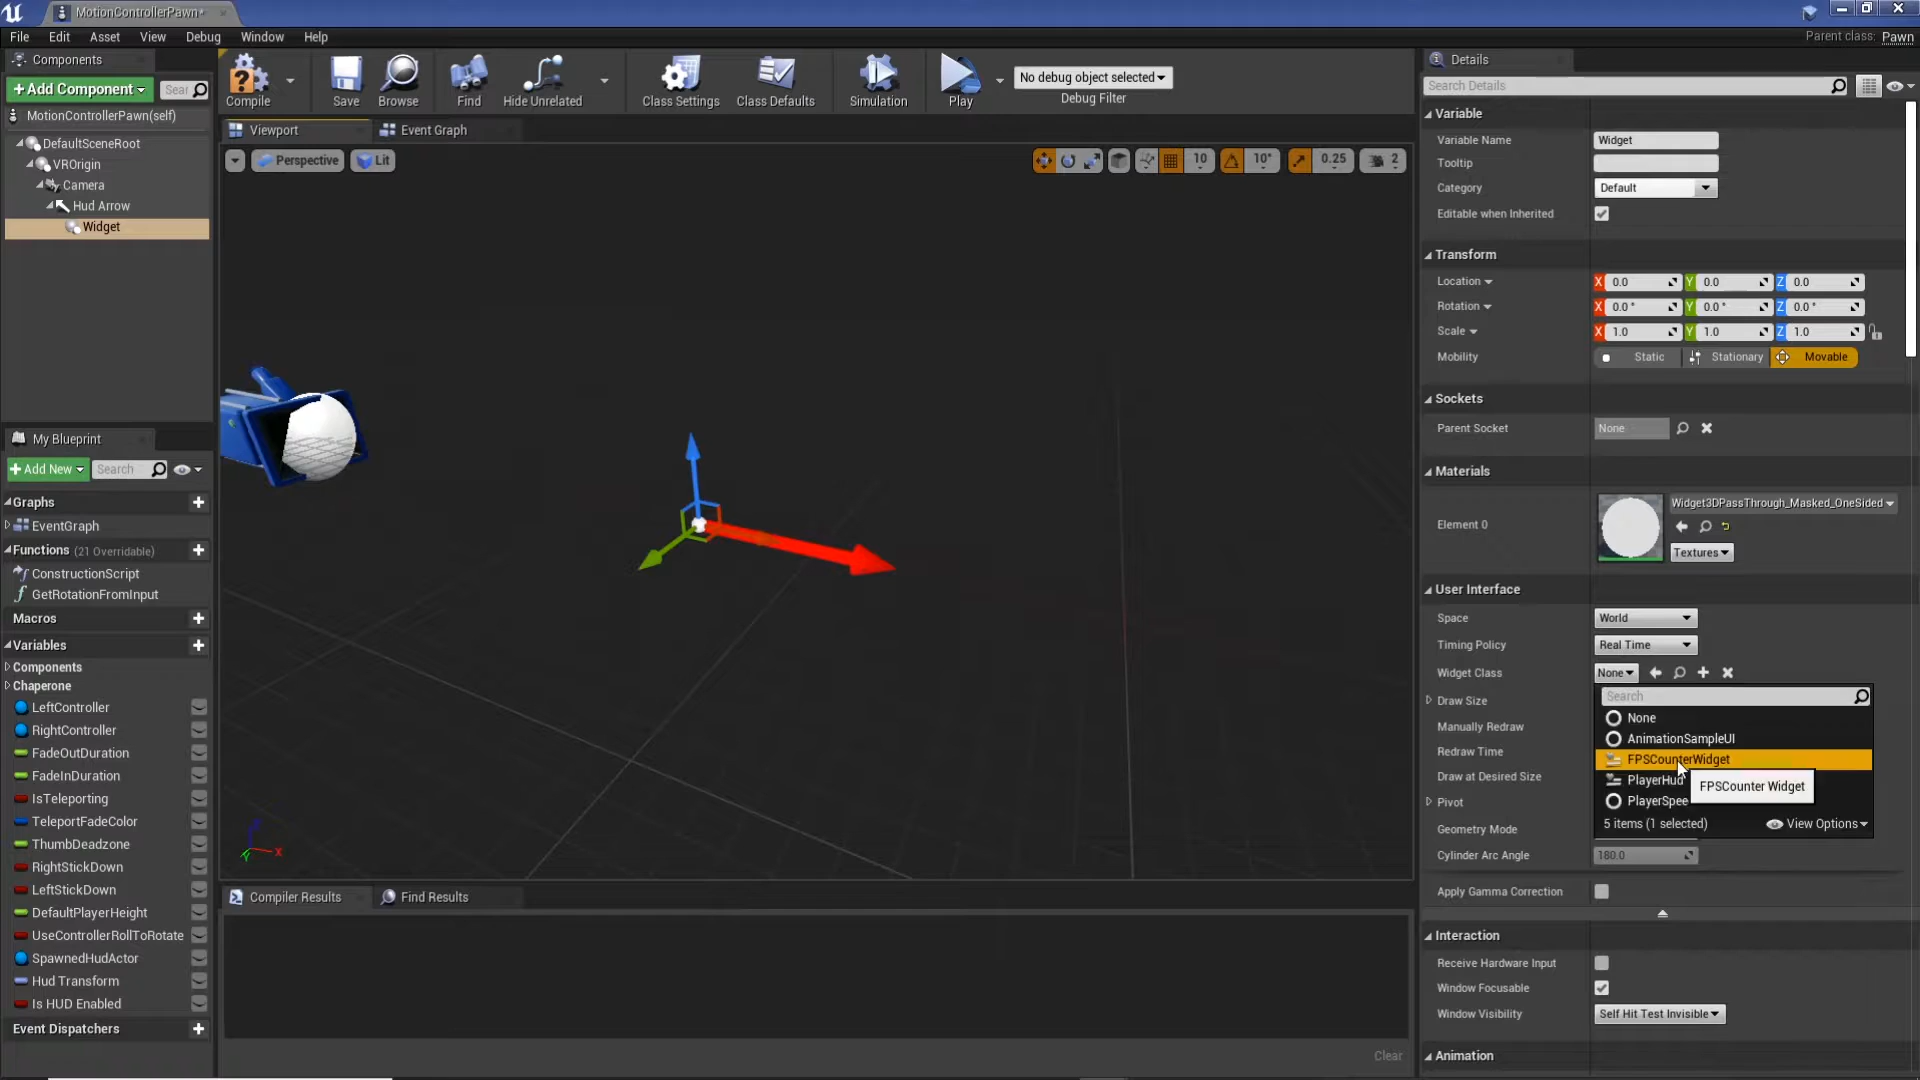 MotionControllerPawn*
File Edit Asset View Debug Window Help
Parent class: Pawn
Components
+Add Component
Sear
MotionControllerPawn(self)
DefaultSceneRoot
VROrigin
Camera
Hud Arrow
Widget
Compile
Save
Browse
Find
Hide Unrelated
Class Settings
Class Defaults
Simulation
Play
No debug object selected
Debug Filter
Viewport
Event Graph
Perspective
Lit
10
10°
0.25
2
X
Y
My Blueprint
+Add New
Search
Graphs
EventGraph
Functions (21 Overridable)
ConstructionScript
GetRotationFromInput
Macros
Variables
Components
Chaperone
LeftController
RightController
FadeOutDuration
FadeInDuration
IsTeleporting
TeleportFadeColor
ThumbDeadzone
RightStickDown
LeftStickDown
DefaultPlayerHeight
UseControllerRollToRotate
SpawnedHudActor
Hud Transform
Is HUD Enabled
Event Dispatchers
Compiler Results
Find Results
Clear
Details
Search Details
Variable
Variable Name Widget
Tooltip
Category Default
Editable when Inherited
Transform
Location X 0.0 Y 0.0 Z 0.0
Rotation X 0.0 ° Y 0.0 ° Z 0.0 °
Scale X 1.0 Y 1.0 Z 1.0
Mobility Static Stationary Movable
Sockets
Parent Socket None
Materials
Element 0
Widget3DPassThrough_Masked_OneSided
Textures
User Interface
Space World
Timing Policy Real Time
Widget Class None
Draw Size
Manually Redraw
Redraw Time
Draw at Desired Size
Pivot
Geometry Mode
Cylinder Arc Angle 180.0
Search
None
AnimationSampleUI
FPSCounterWidget
PlayerHud
PlayerSpee
FPSCounter Widget
5 items (1 selected)
View Options
Apply Gamma Correction
Interaction
Receive Hardware Input
Window Focusable
Window Visibility Self Hit Test Invisible
Animation